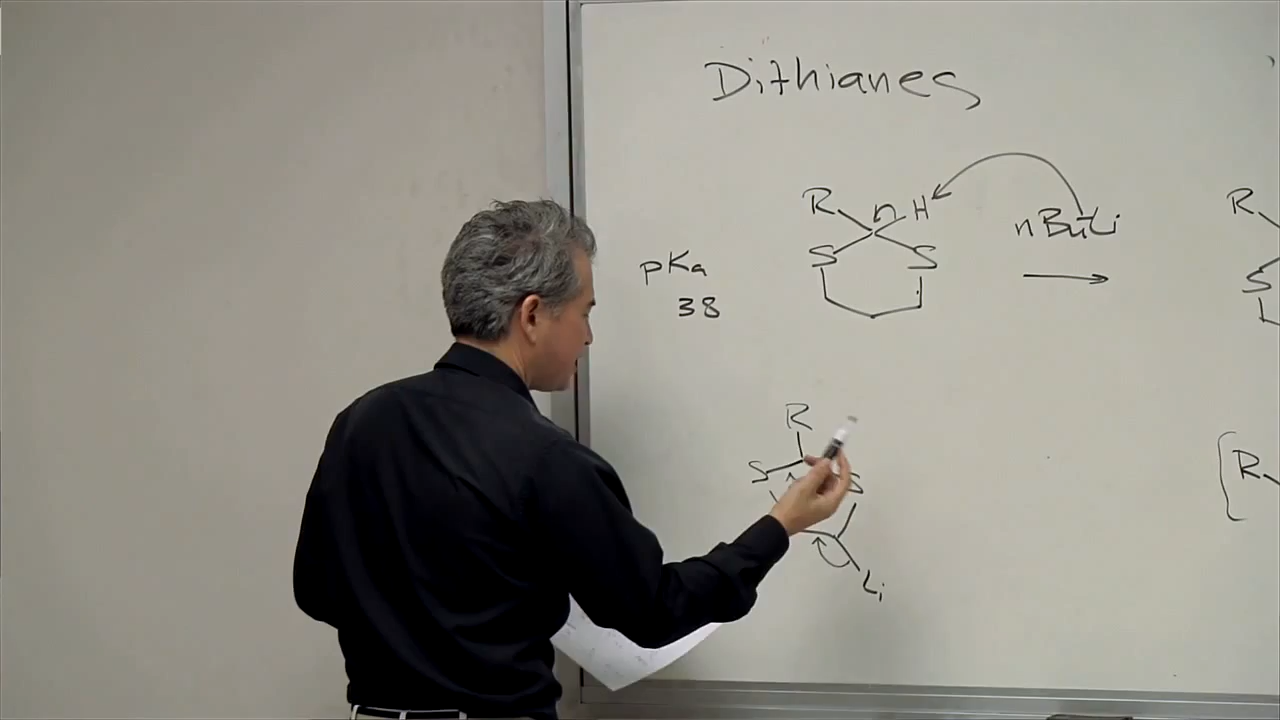 Dithianes
R H nBuLi R
S S S
pKa
38
R
S S
Li
R